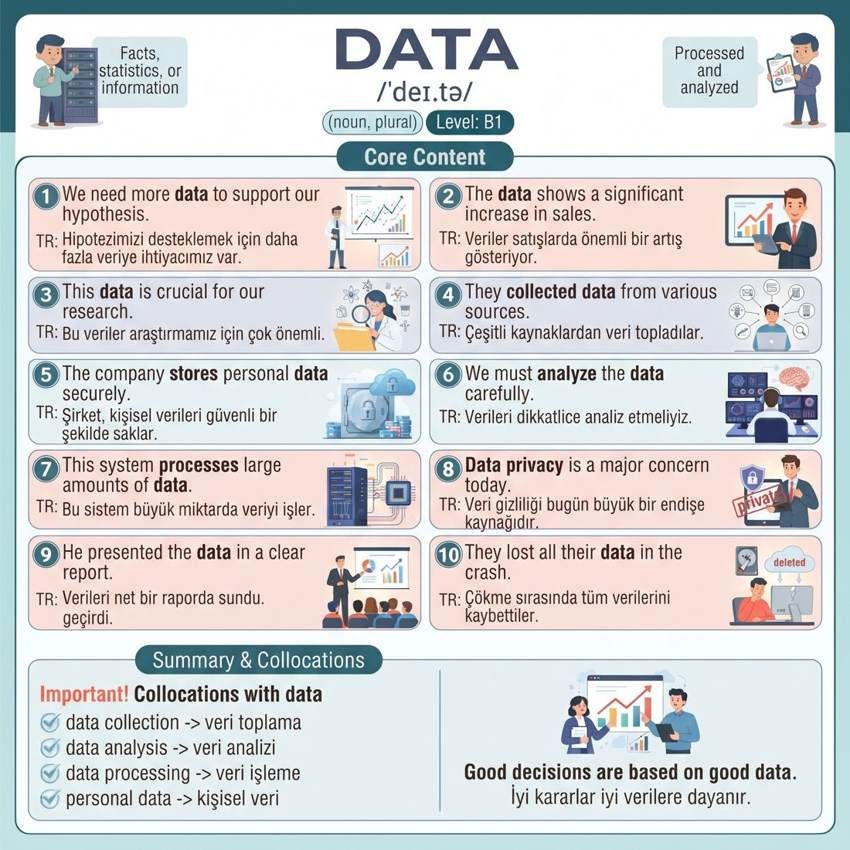 Facts,
statistics, or
information
DATA
/'deɪ.tə/
(noun, plural) Level: B1
Processed
and
analyzed
Core Content
1 We need more data to support our
hypothesis.
TR: Hipotezimizi desteklemek için daha
fazla veriye ihtiyacımız var.
2 The data shows a significant
increase in sales.
TR: Veriler satışlarda önemli bir artış
gösteriyor.
3 This data is crucial for our
research.
TR: Bu veriler araştırmamız için çok önemli.
4 They collected data from various
sources.
TR: Çeşitli kaynaklardan veri topladılar.
5 The company stores personal data
securely.
TR: Şirket, kişisel verileri güvenli bir
şekilde saklar.
6 We must analyze the data
carefully.
TR: Verileri dikkatlice analiz etmeliyiz.
7 This system processes large
amounts of data.
TR: Bu sistem büyük miktarda veriyi işler.
8 Data privacy is a major concern
today.
TR: Veri gizliliği bugün büyük bir endişe
kaynağıdır.
private
9 He presented the data in a clear
report.
TR: Verileri net bir raporda sundu.
geçirdi.
10 They lost all their data in the
crash.
TR: Çökme sırasında tüm verilerini
kaybettiler.
deleted
Summary & Collocations
Important! Collocations with data
data collection -> veri toplama
data analysis -> veri analizi
data processing -> veri işleme
personal data -> kişisel veri
Good decisions are based on good data.
İyi kararlar iyi verilere dayanır.